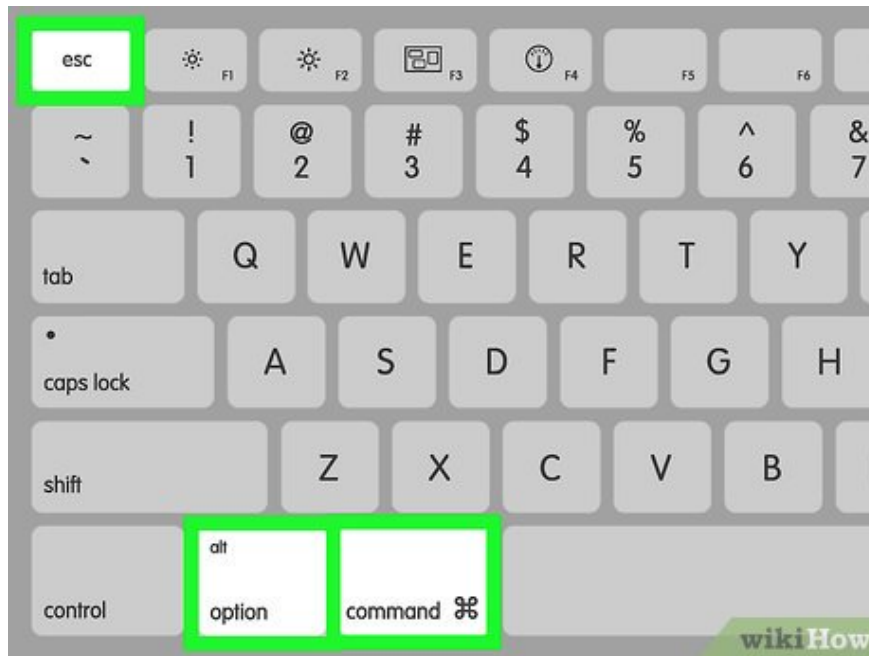 esc F1 F2 F3 F4 F5 F6
~ ! @ # $ % ^ &
` 1 2 3 4 5 6 7
tab Q W E R T Y
caps lock A S D F G H
shift Z X C V B
alt
control option command ⌘
wikiHow